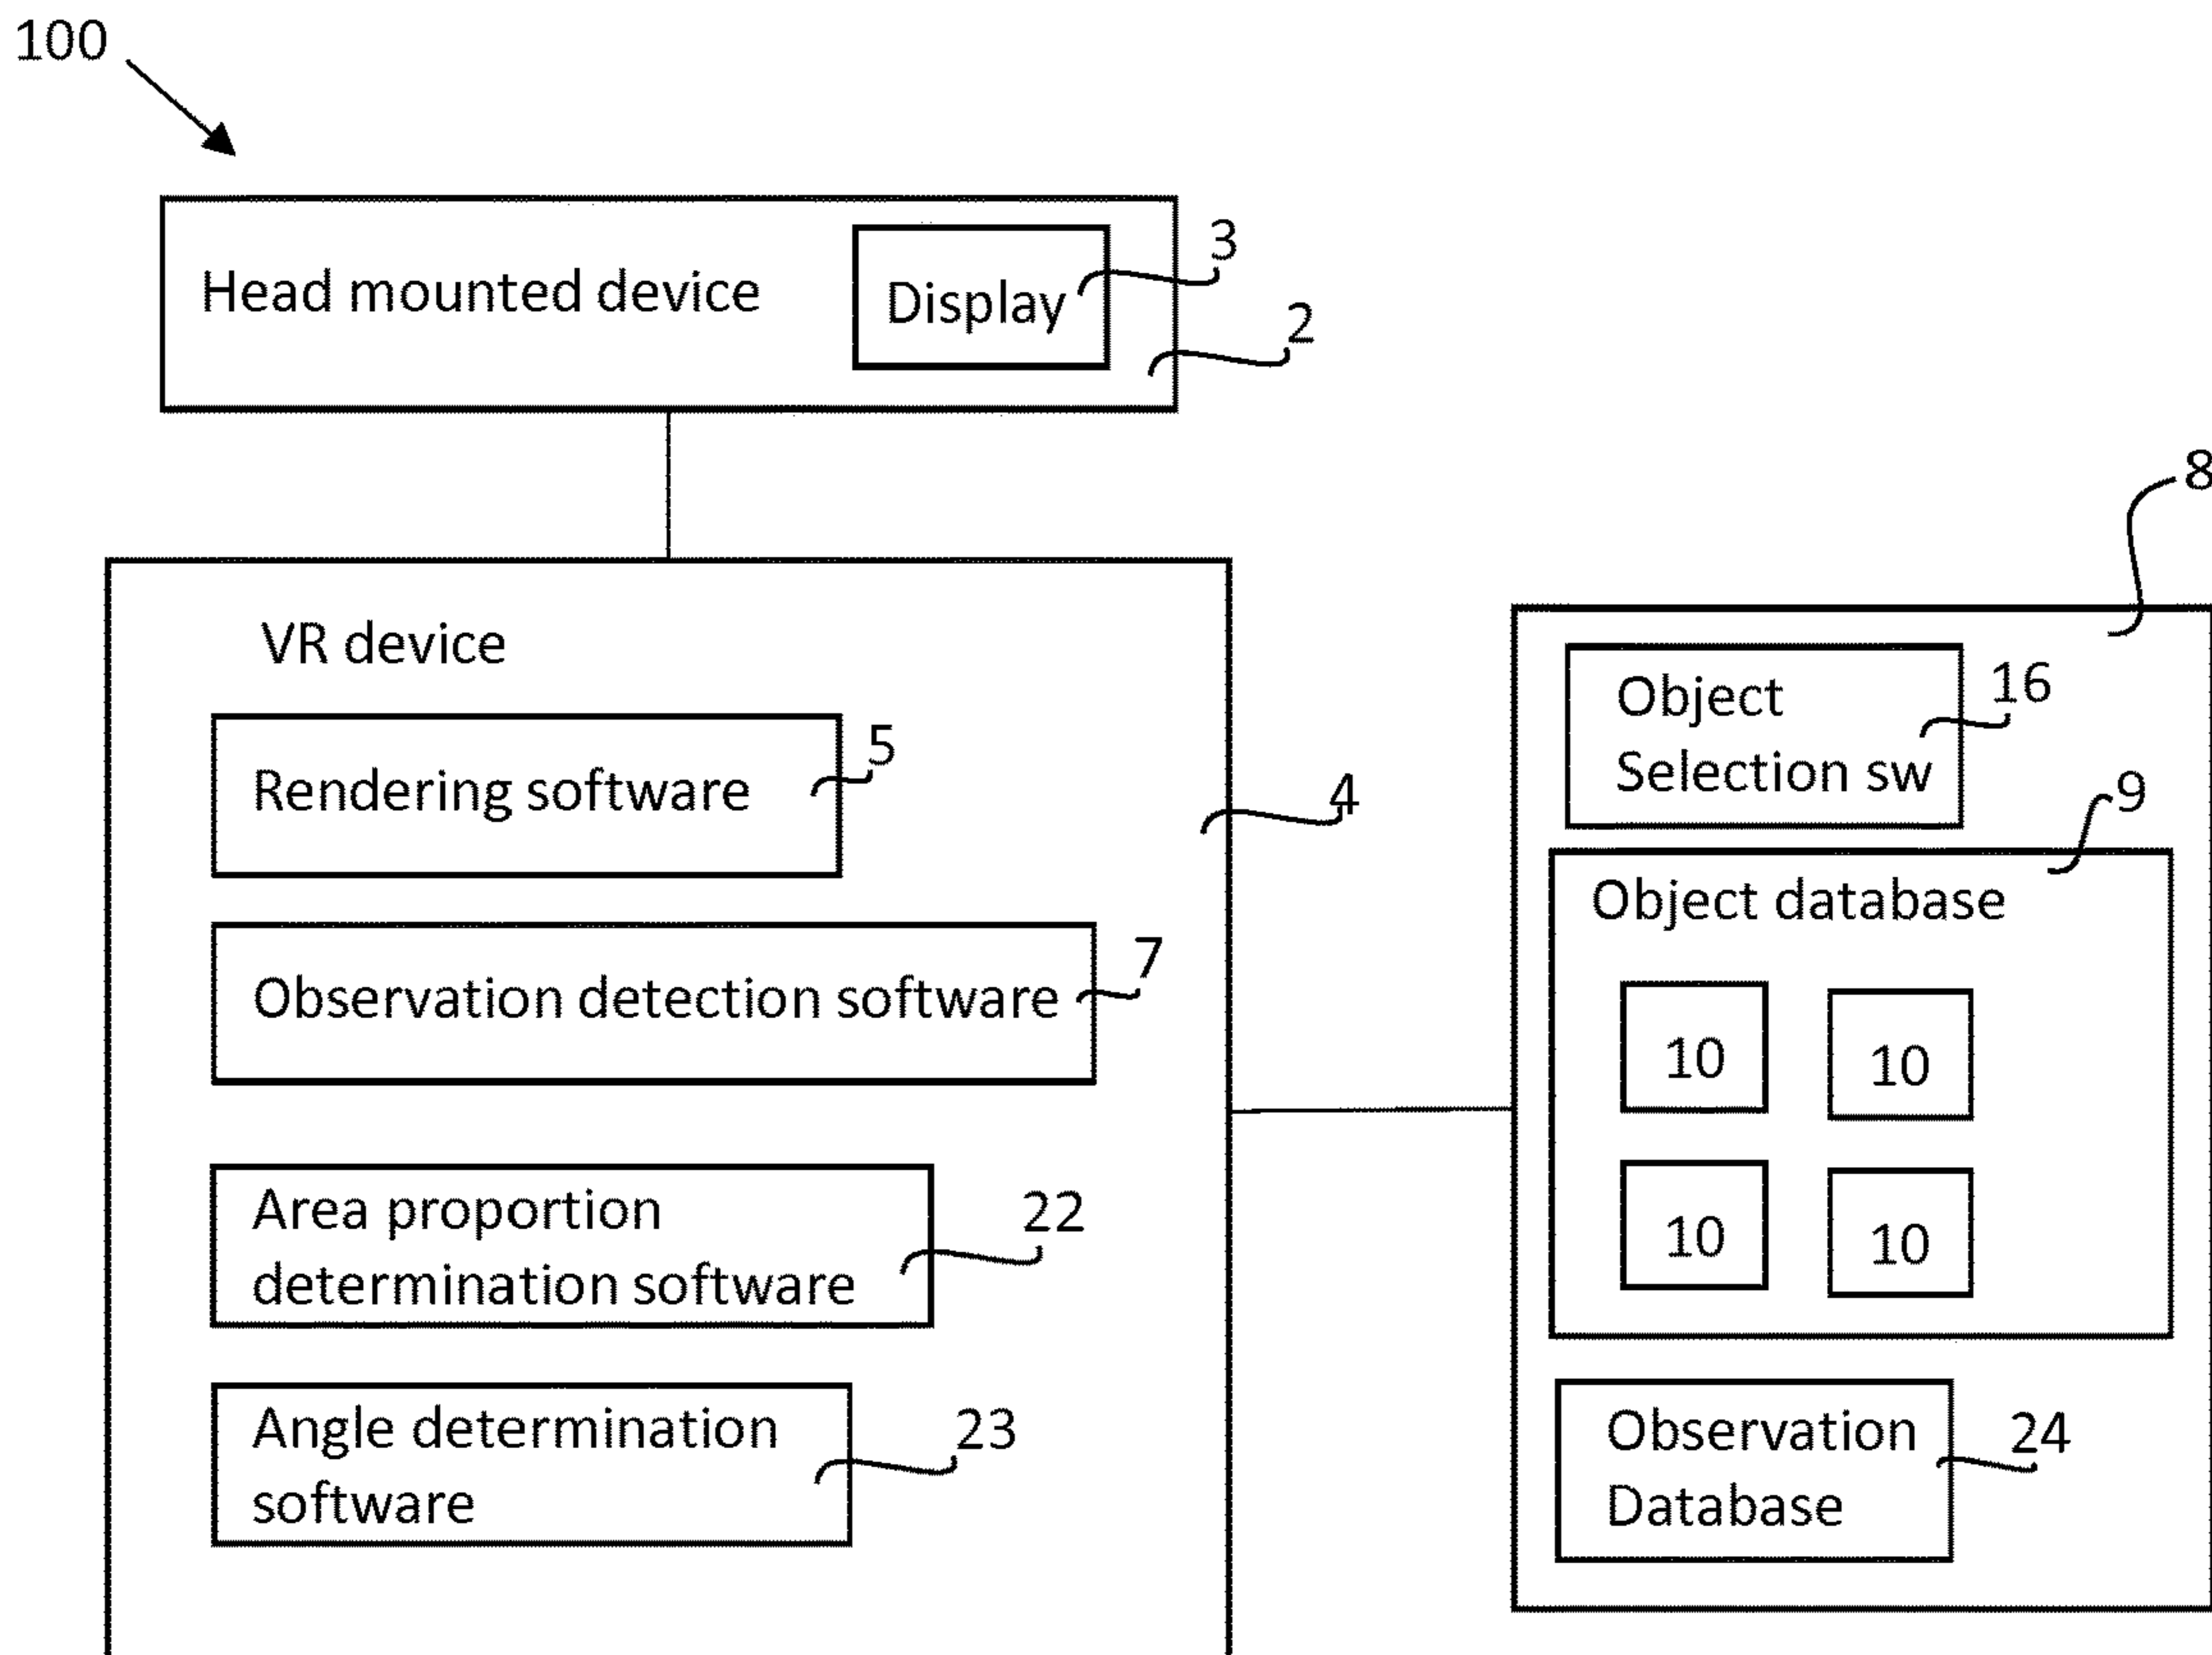 100
Head mounted device
Display
3
2
8
VR device
Rendering software
5
4
Observation detection software
7
Area proportion
determination software
22
Angle determination
software
23
Object
Selection sw
16
9
Object database
10
10
10
10
Observation
Database
24